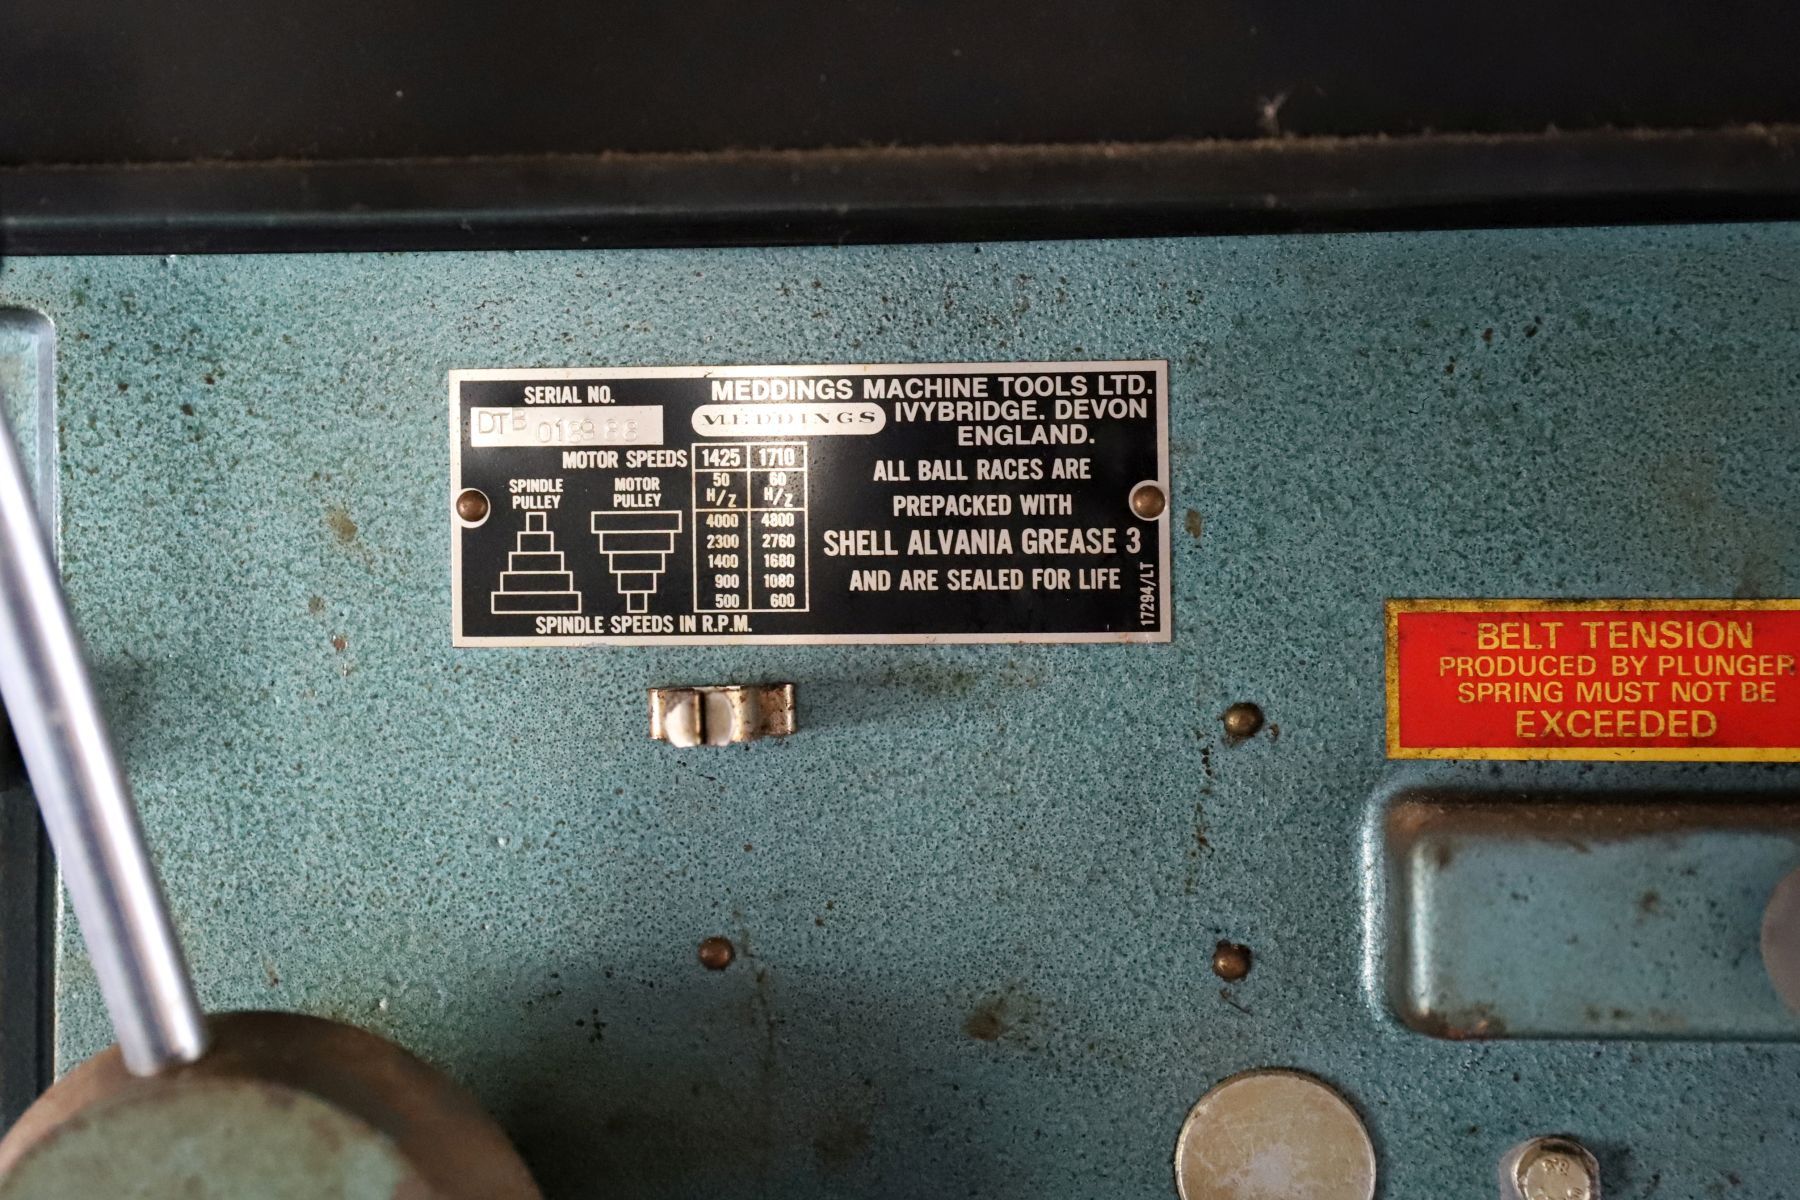 SERIAL NO.
DTB
MEDDINGS MACHINE TOOLS LTD.
MEDDINGS
IVYBRIDGE. DEVON
ENGLAND.
MOTOR SPEEDS 1425 1710
SPINDLE PULLEY
MOTOR PULLEY
50 60
H/Z H/Z
4000 4800
2300 2760
1400 1680
900 1080
500 600
SPINDLE SPEEDS IN R.P.M.
ALL BALL RACES ARE
PREPACKED WITH
SHELL ALVANIA GREASE 3
AND ARE SEALED FOR LIFE
17294/LT
BELT TENSION
PRODUCED BY PLUNGER
SPRING MUST NOT BE
EXCEEDED